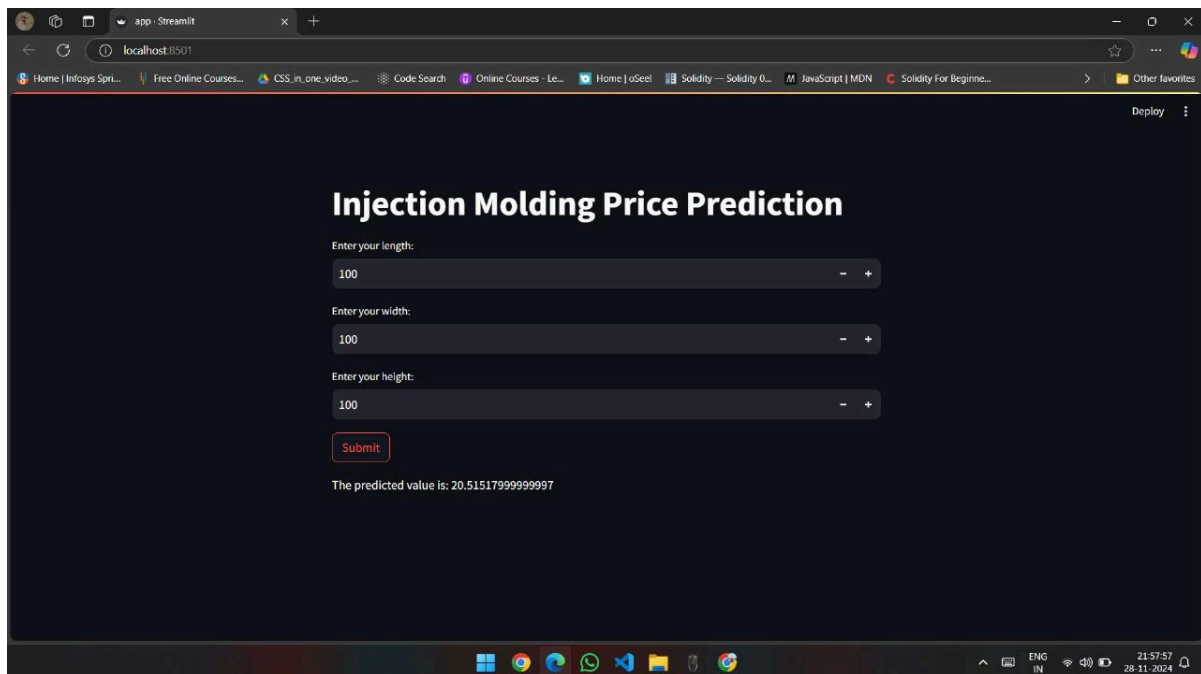 app · Streamlit
localhost:8501
Home | Infosys Spri... Free Online Courses... CSS_in_one_video_... Code Search Online Courses - Le... Home | oSeel Solidity — Solidity 0... JavaScript | MDN Solidity For Beginne... Other favorites
Deploy
Injection Molding Price Prediction
Enter your length:
100
Enter your width:
100
Enter your height:
100
Submit
The predicted value is: 20.51517999999997
ENG 21:57:57
IN 28-11-2024